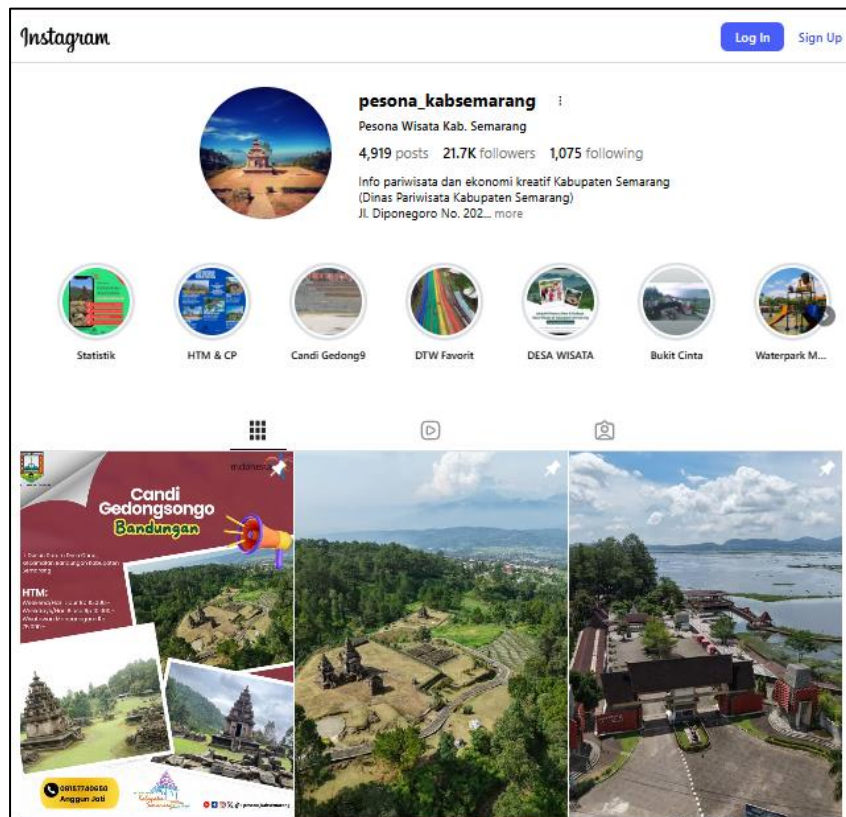 Instagram
Log In
Sign Up
pesona_kabsemarang
Pesona Wisata Kab. Semarang
4,919 posts 21.7K followers 1,075 following
Info pariwisata dan ekonomi kreatif Kabupaten Semarang
(Dinas Pariwisata Kabupaten Semarang)
Jl. Diponegoro No. 202... more
Statistik
HTM & CP
Candi Gedong9
DTW Favorit
DESA WISATA
Bukit Cinta
Waterpark M...
Candi
Gedongsongo
Bandungan
HTM:
Anggun Jati
Kabupaten
Semarang